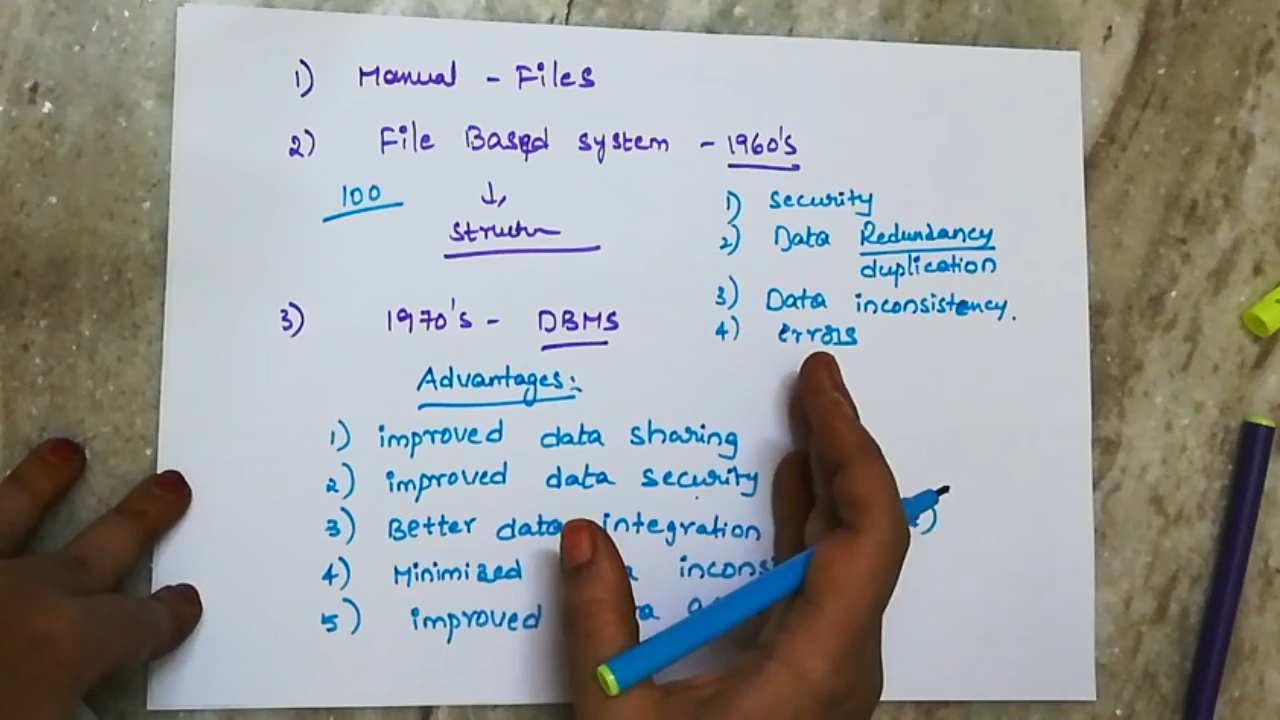 1) Manual - Files
2) File Based system - 1960's
100
↓
1) Security
2) Data Redundancy
duplication
3) Data inconsistency.
4) errors
3) 1970's - DBMS
Advantages:
1) improved data sharing
2) improved data security
3) Better data integration
4) Minimized
5) improved